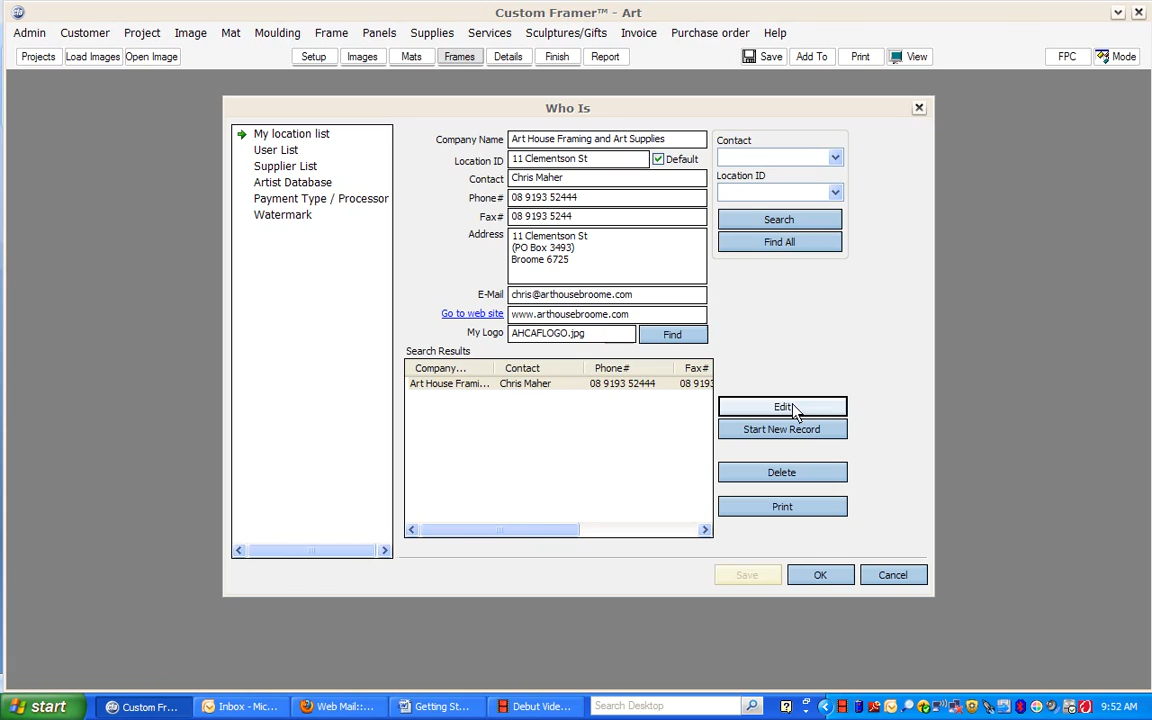 Custom Framer™ - Art
Admin Customer Project Image Mat Moulding Frame Panels Supplies Services Sculptures/Gifts Invoice Purchase order Help
Projects Load Images Open Image Setup Images Mats Frames Details Finish Report Save Add To Print View FPC Mode
Who Is
My location list
User List
Supplier List
Artist Database
Payment Type / Processor
Watermark
Company Name Art House Framing and Art Supplies
Location ID 11 Clementson St Default
Contact Chris Maher
Phone# 08 9193 52444
Fax# 08 9193 5244
Address 11 Clementson St
(PO Box 3493)
Broome 6725
E-Mail chris@arthousebroome.com
Go to web site www.arthousebroome.com
My Logo AHCAFLOGO.jpg Find
Contact
Location ID
Search
Find All
Search Results
Company... Contact Phone# Fax#
Art House Frami... Chris Maher 08 9193 52444 08 9193
Edit
Start New Record
Delete
Print
Save OK Cancel
start Custom Fr... Inbox - Mic... Web Mail::... Getting St... Debut Vide... Search Desktop 9:52 AM